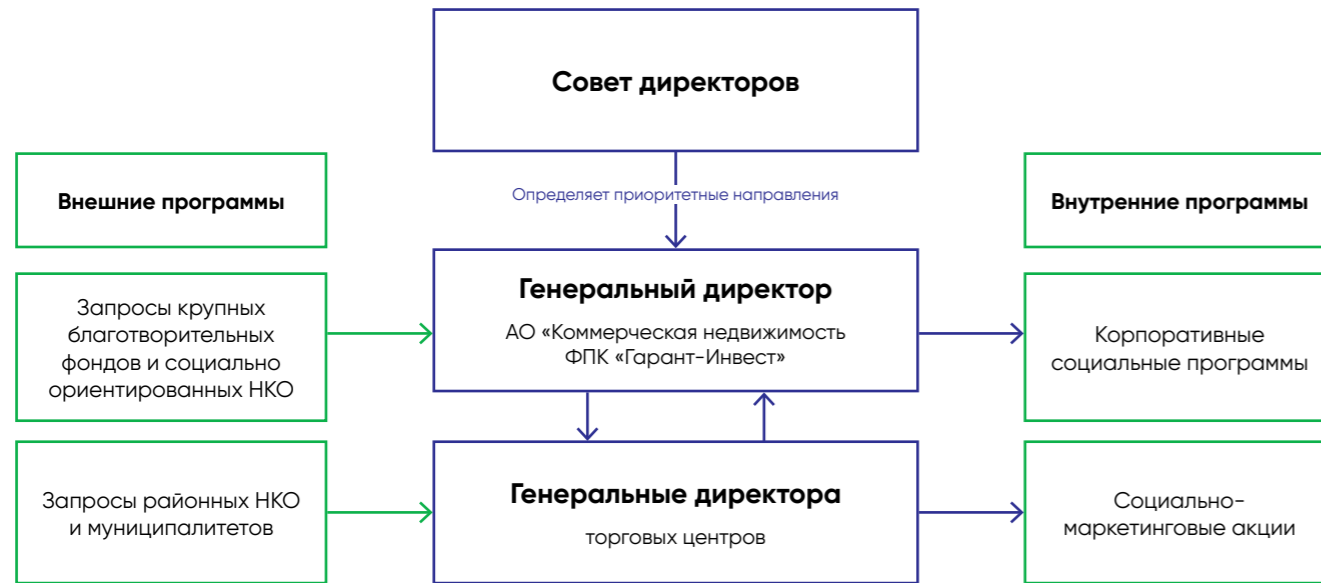 Совет директоров
Определяет приоритетные направления
Внешние программы
Внутренние программы
Запросы крупных
благотворительных
фондов и социально
ориентированных НКО
Генеральный директор
АО «Коммерческая недвижимость
ФПК «Гарант-Инвест»
Корпоративные
социальные программы
Запросы районных НКО
и муниципалитетов
Генеральные директора
торговых центров
Социально-
маркетинговые акции